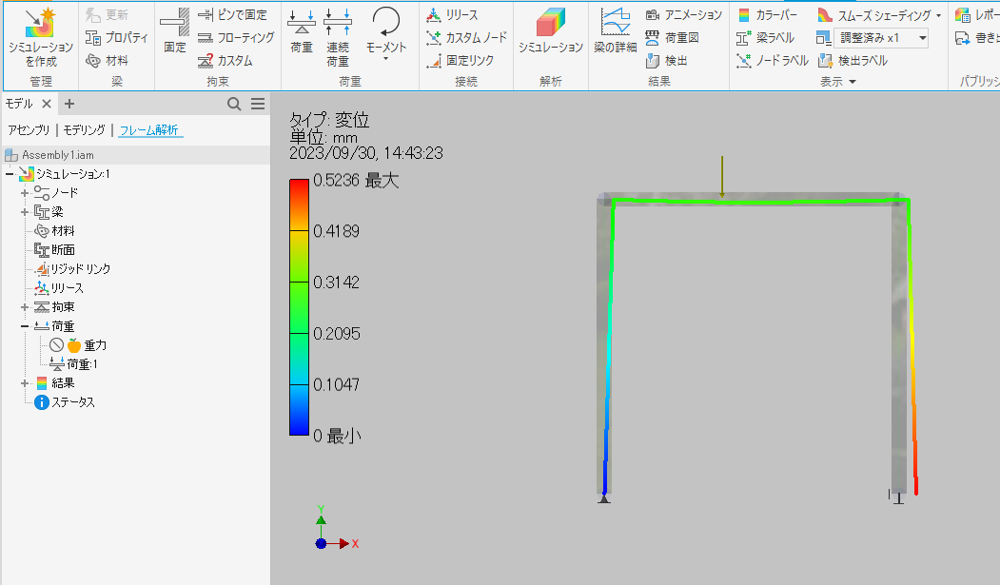 シミュレーションを作成
更新
プロパティ
材料
管理
梁
固定
ピンで固定
フローティング
カスタム
拘束
荷重
連続荷重
モーメント
荷重
リリース
カスタム ノード
固定リンク
接続
シミュレーション
解析
梁の詳細
アニメーション
荷重図
検出
結果
カラーバー
梁ラベル
ノードラベル
スムーズ シェーディング
調整済み x1
検出ラベル
表示
レポー
書き出
パブリッシ
モデル
アセンブリ
モデリング
フレーム解析
Assembly1.iam
シミュレーション:1
ノード
梁
材料
断面
リジッド リンク
リリース
拘束
荷重
重力
荷重:1
結果
ステータス
タイプ: 変位
単位: mm
2023/09/30, 14:43:23
0.5236 最大
0.4189
0.3142
0.2095
0.1047
0 最小
Y
X